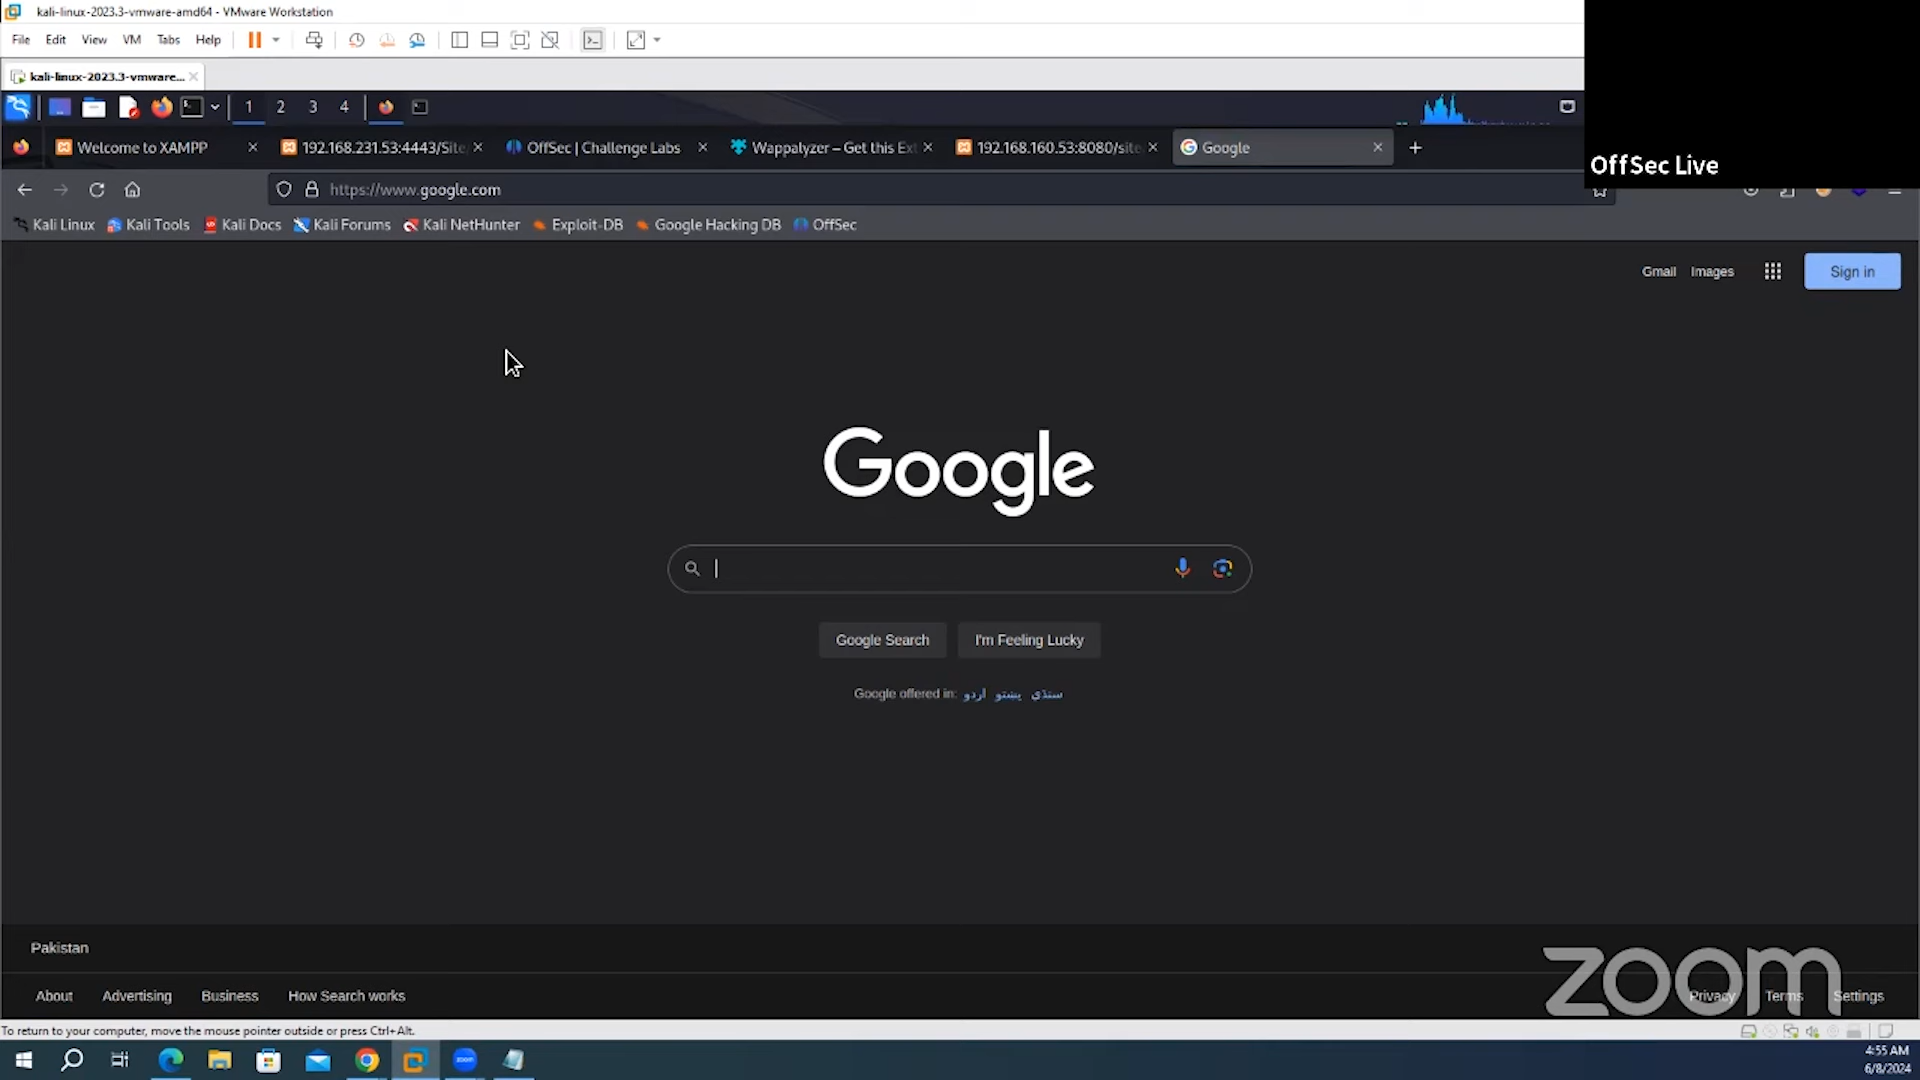 kali-linux-2023.3-vmware-amd64 - VMware Workstation
File Edit View VM Tabs Help
kali-linux-2023.3-vmware...
1 2 3 4
Welcome to XAMPP 192.168.231.53:4443/Site OffSec | Challenge Labs Wappalyzer – Get this Ext 192.168.160.53:8080/site Google
OffSec Live
https://www.google.com
Kali Linux Kali Tools Kali Docs Kali Forums Kali NetHunter Exploit-DB Google Hacking DB OffSec
Gmail Images Sign in
Google
Google Search I'm Feeling Lucky
Google offered in: اردو پښتو سنڌي
Pakistan
zoom
About Advertising Business How Search works Privacy Terms Settings
To return to your computer, move the mouse pointer outside or press Ctrl+Alt.
zoom
4:55 AM
6/8/2024